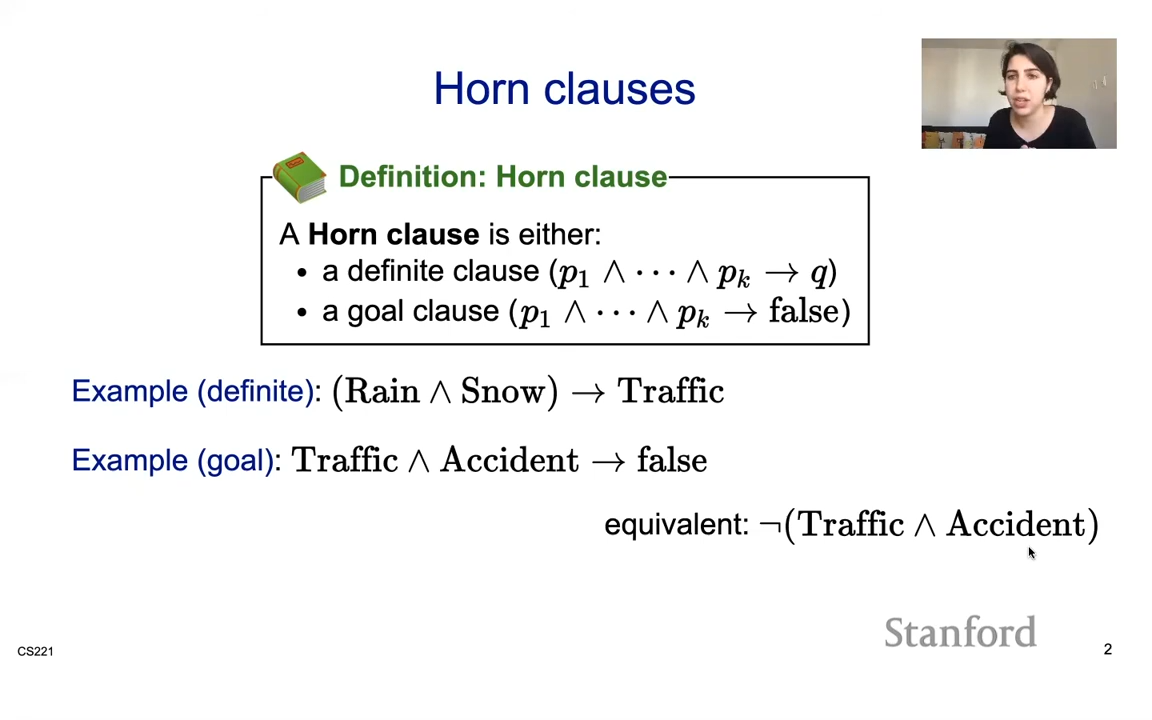 Horn clauses
Definition: Horn clause
A Horn clause is either:
• a definite clause (p₁ ∧ ··· ∧ pₖ → q)
• a goal clause (p₁ ∧ ··· ∧ pₖ → false)
Example (definite): (Rain ∧ Snow) → Traffic
Example (goal): Traffic ∧ Accident → false
equivalent: ¬(Traffic ∧ Accident)
Stanford
CS221
2